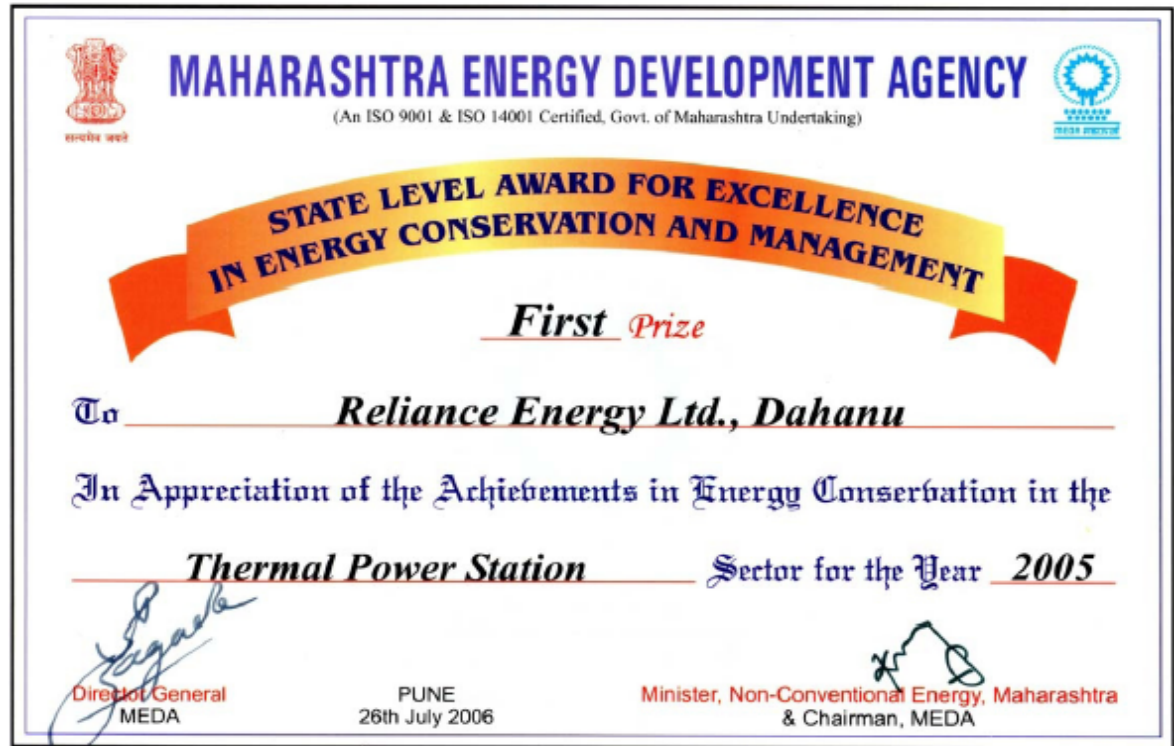 MAHARASHTRA ENERGY DEVELOPMENT AGENCY
(An ISO 9001 & ISO 14001 Certified, Govt. of Maharashtra Undertaking)
सत्यमेव जयते
STATE LEVEL AWARD FOR EXCELLENCE
IN ENERGY CONSERVATION AND MANAGEMENT
First Prize
To Reliance Energy Ltd., Dahanu
In Appreciation of the Achievements in Energy Conservation in the
Thermal Power Station Sector for the Year 2005
Director General
MEDA
PUNE
26th July 2006
Minister, Non-Conventional Energy, Maharashtra
& Chairman, MEDA